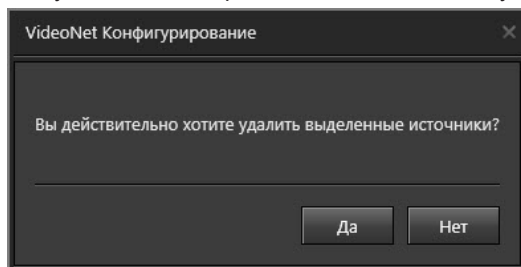 VideoNet Конфигурирование
Вы действительно хотите удалить выделенные источники?
Да Нет